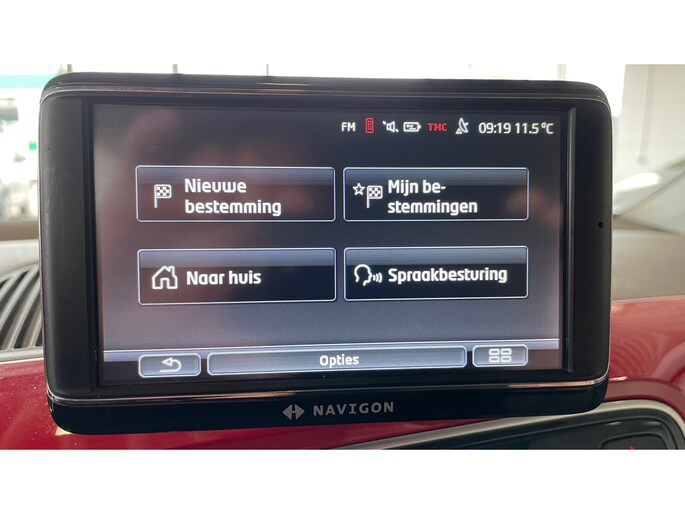 FM TMC 09:19 11.5°C
Nieuwe
bestemming
Mijn be-
stemmingen
Naar huis
Spraakbesturing
Opties
NAVIGON